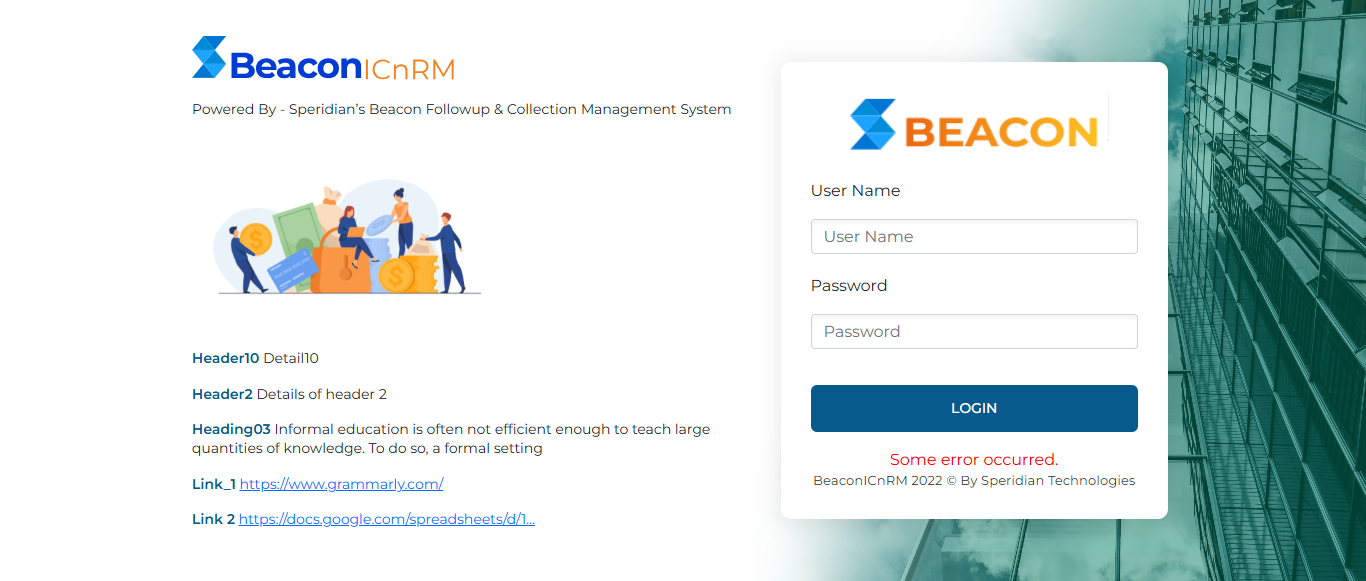 BeaconICnRM
Powered By - Speridian’s Beacon Followup & Collection Management System
Header10 Detail10
Header2 Details of header 2
Heading03 Informal education is often not efficient enough to teach large
quantities of knowledge. To do so, a formal setting
Link_1 https://www.grammarly.com/
Link 2 https://docs.google.com/spreadsheets/d/1...
BEACON
User Name
User Name
Password
Password
LOGIN
Some error occurred.
BeaconICnRM 2022 © By Speridian Technologies